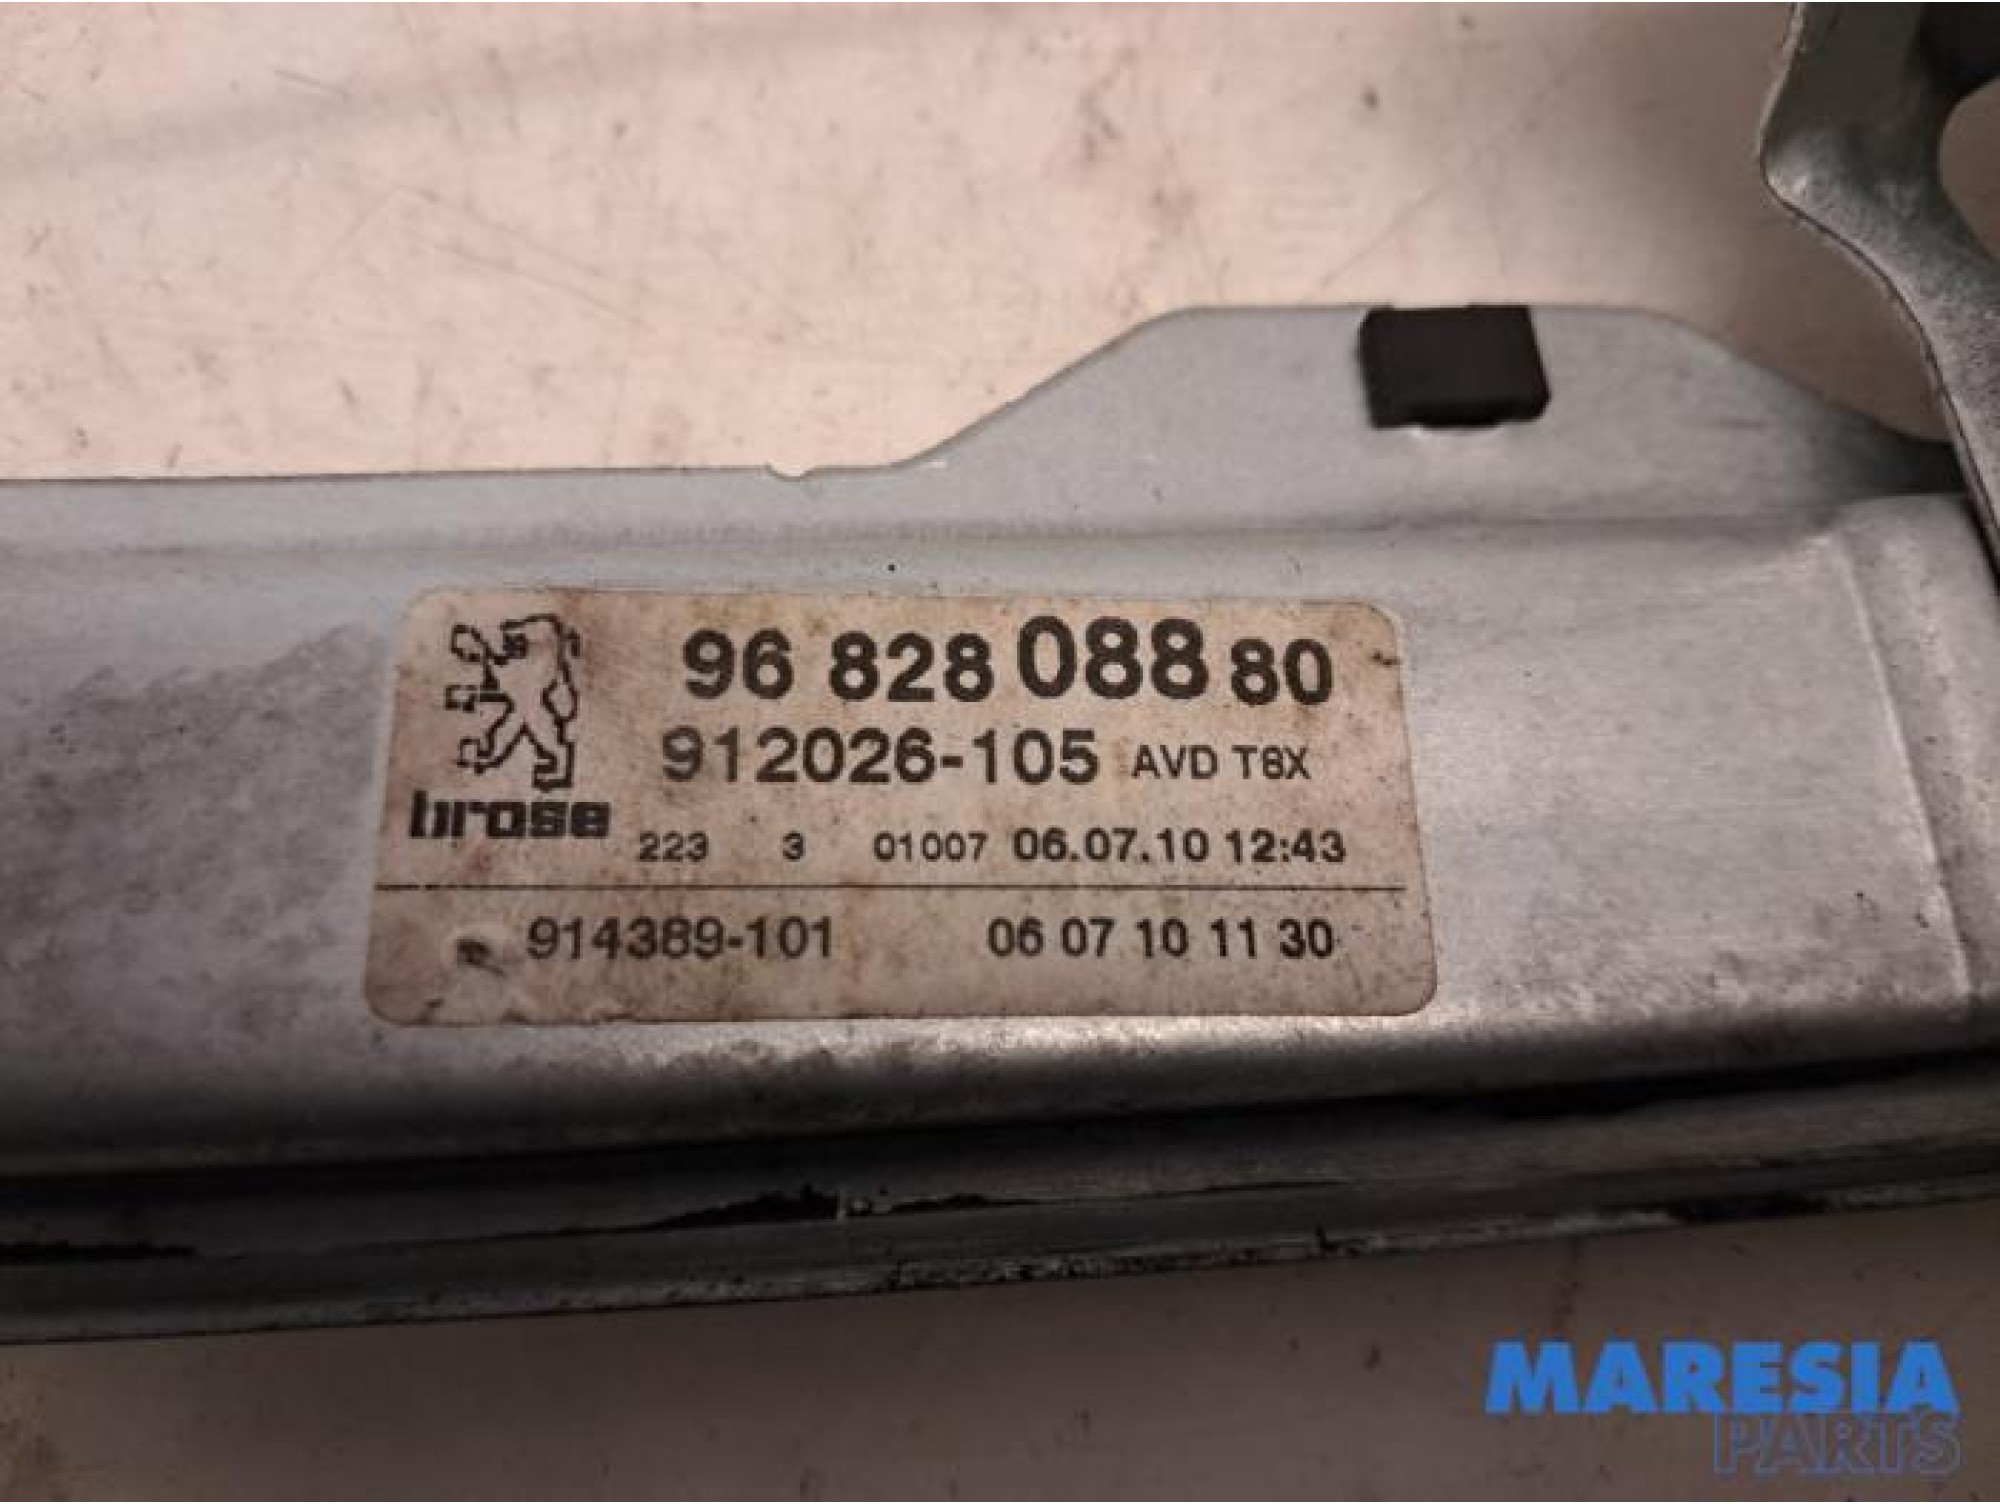 96 828 088 80
912026-105 AVD T8X
brose
223 3 01007 06.07.10 12:43
914389-101 06 07 10 11 30
MARESIA
PARTS